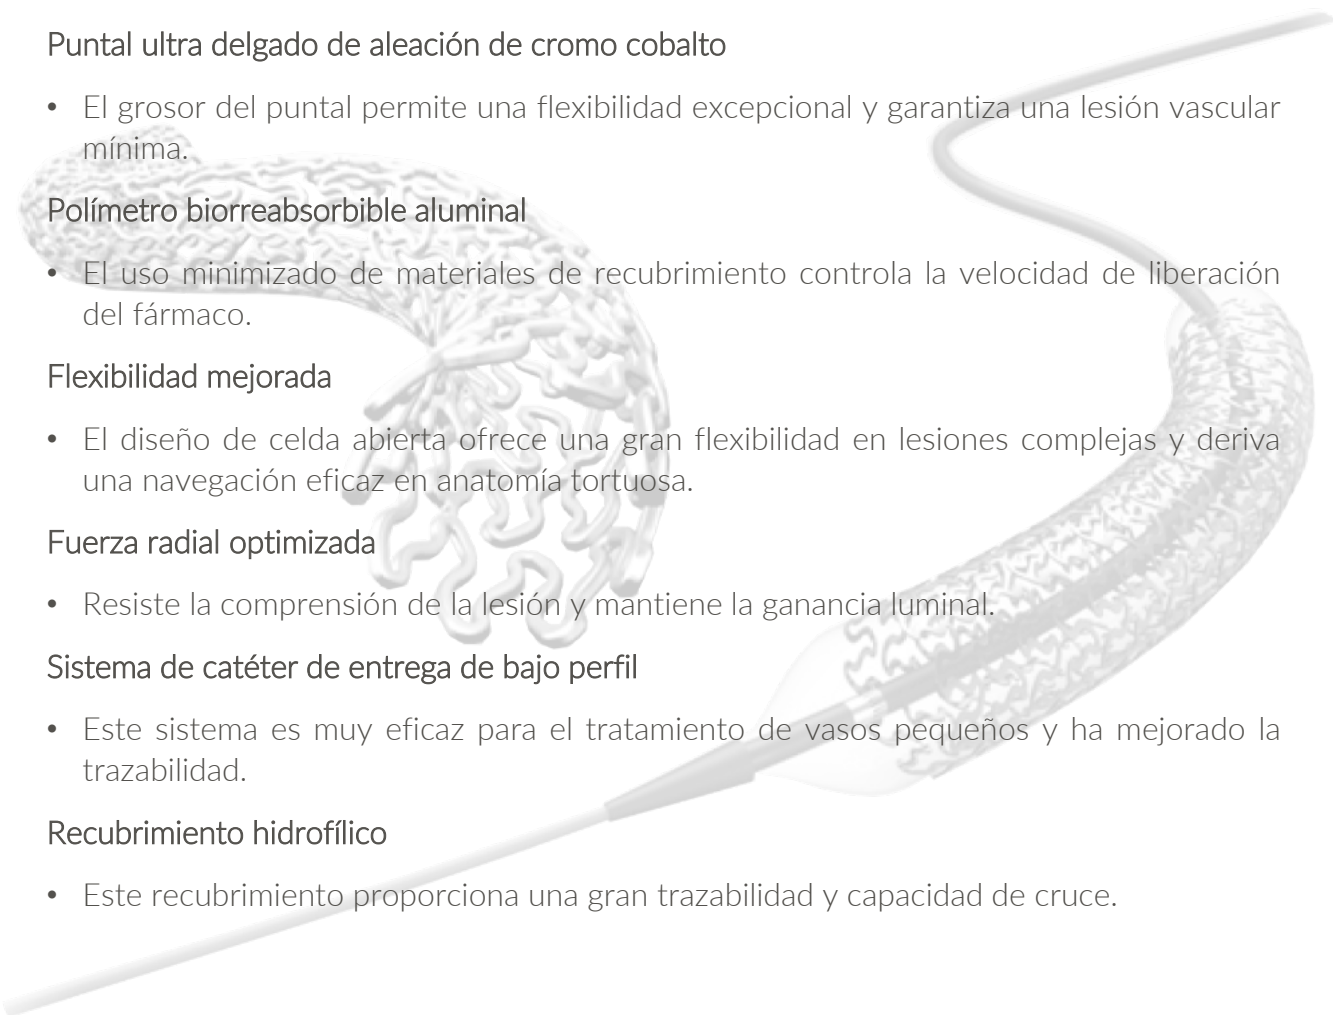 Puntal ultra delgado de aleación de cromo cobalto
• El grosor del puntal permite una flexibilidad excepcional y garantiza una lesión vascular
mínima.
Polímetro biorreabsorbible aluminal
• El uso minimizado de materiales de recubrimiento controla la velocidad de liberación
del fármaco.
Flexibilidad mejorada
• El diseño de celda abierta ofrece una gran flexibilidad en lesiones complejas y deriva
una navegación eficaz en anatomía tortuosa.
Fuerza radial optimizada
• Resiste la comprensión de la lesión y mantiene la ganancia luminal.
Sistema de catéter de entrega de bajo perfil
• Este sistema es muy eficaz para el tratamiento de vasos pequeños y ha mejorado la
trazabilidad.
Recubrimiento hidrofílico
• Este recubrimiento proporciona una gran trazabilidad y capacidad de cruce.